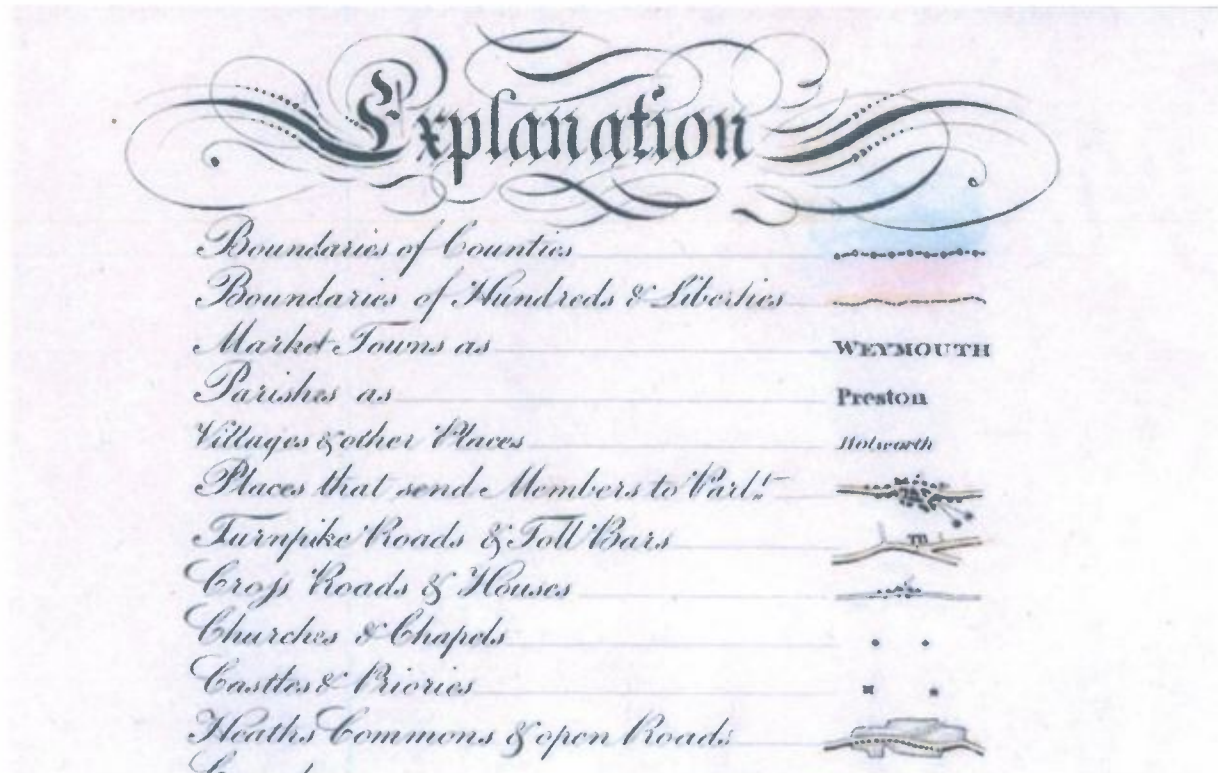 Explanation
Boundaries of Counties
Boundaries of Hundreds & Liberties
Market Towns as WEYMOUTH
Parishes as Preston
Villages & other Places Holworth
Places that send Members to Parlt
Turnpike Roads & Toll Bars TB
Cross Roads & Houses
Churches & Chapels
Castles & Priories
Heaths Commons & open Roads